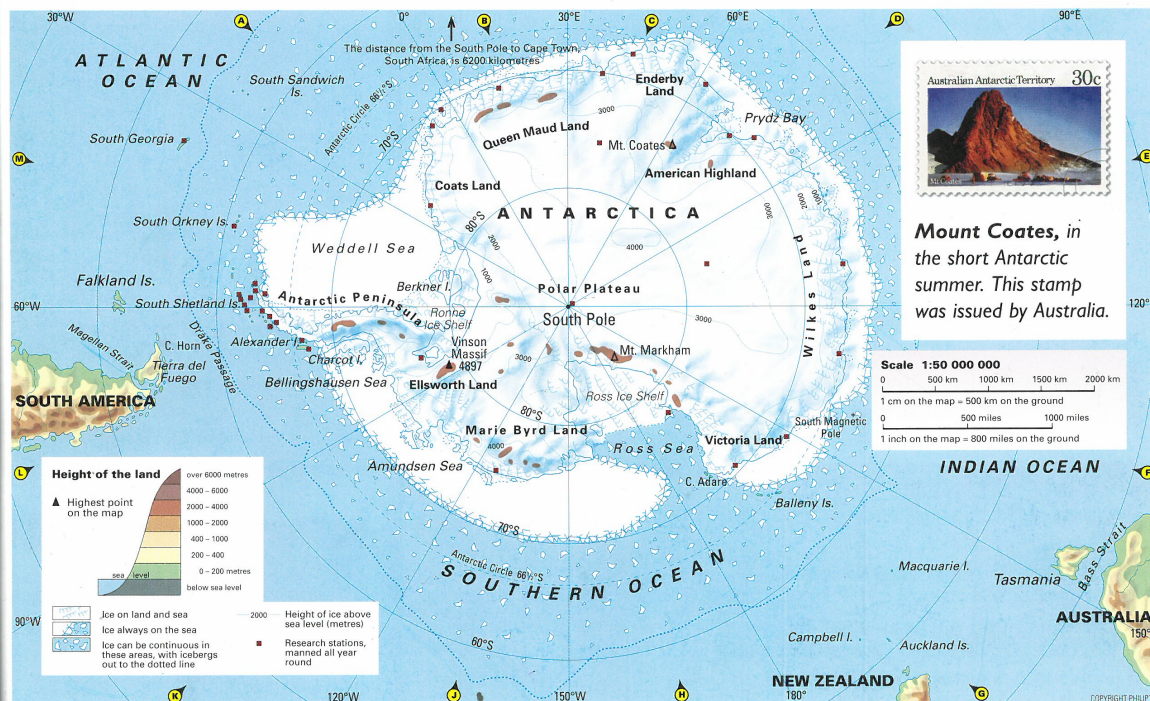 30°W
A
0°
B
30°E
C
60°E
D
90°E
ATLANTIC
OCEAN
The distance from the South Pole to Cape Town,
South Africa, is 6200 kilometres
South Sandwich
Is.
Antarctic Circle 66½°S
70°S
Enderby
Land
3000
Queen Maud Land
Prydz Bay
Mt. Coates
American Highland
Australian Antarctic Territory 30c
Mt Coates
South Georgia
M
E
Coats Land
80°S
ANTARCTICA
2000
1000
3000
2000
1000
4000
South Orkney Is.
Weddell Sea
Mount Coates, in
the short Antarctic
summer. This stamp
was issued by Australia.
Falkland Is.
60°W
South Shetland Is.
Antarctic Peninsula
Berkner I.
Ronne
Ice Shelf
Polar Plateau
South Pole
3000
Wilkes Land
120°
Magellan Strait
C. Horn
Tierra del
Fuego
Drake Passage
Alexander I.
Charcot I.
Bellingshausen Sea
Vinson
Massif
4897
3000
Mt. Markham
Ellsworth Land
Ross Ice Shelf
Scale 1:50 000 000
0 500 km 1000 km 1500 km 2000 km
1 cm on the map = 500 km on the ground
0 500 miles 1000 miles
1 inch on the map = 800 miles on the ground
SOUTH AMERICA
80°S
Marie Byrd Land
4000
Ross Sea
Victoria Land
South Magnetic
Pole
Amundsen Sea
C. Adare
Balleny Is.
INDIAN OCEAN
L
F
Height of the land
Highest point
on the map
over 6000 metres
4000 – 6000
2000 – 4000
1000 – 2000
400 – 1000
200 – 400
0 – 200 metres
sea level
below sea level
70°S
Antarctic Circle 66½°S
SOUTHERN OCEAN
60°S
Macquarie I.
Tasmania
Bass Strait
AUSTRALIA
150°
Ice on land and sea
Ice always on the sea
Ice can be continuous in
these areas, with icebergs
out to the dotted line
2000 Height of ice above
sea level (metres)
Research stations,
manned all year
round
90°W
Campbell I.
Auckland Is.
NEW ZEALAND
K
120°W
J
150°W
H
180°
G
COPYRIGHT PHILIP